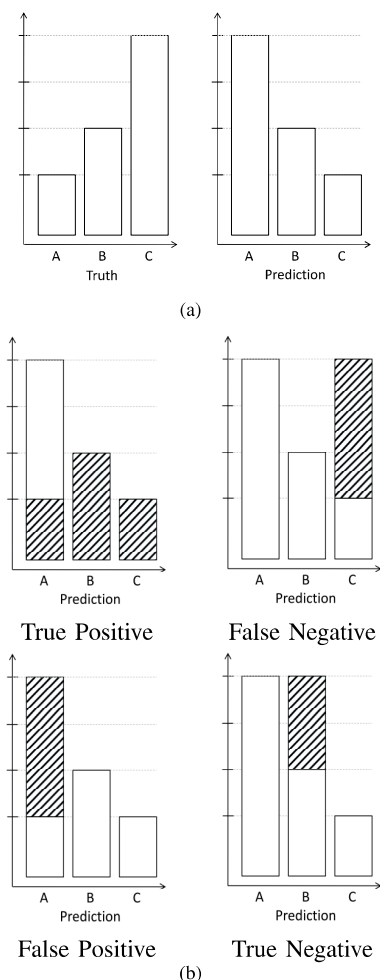 A B C A B C
Truth Prediction
(a)
A B C A B C
Prediction Prediction
True Positive False Negative
A B C A B C
Prediction Prediction
False Positive True Negative
(b)